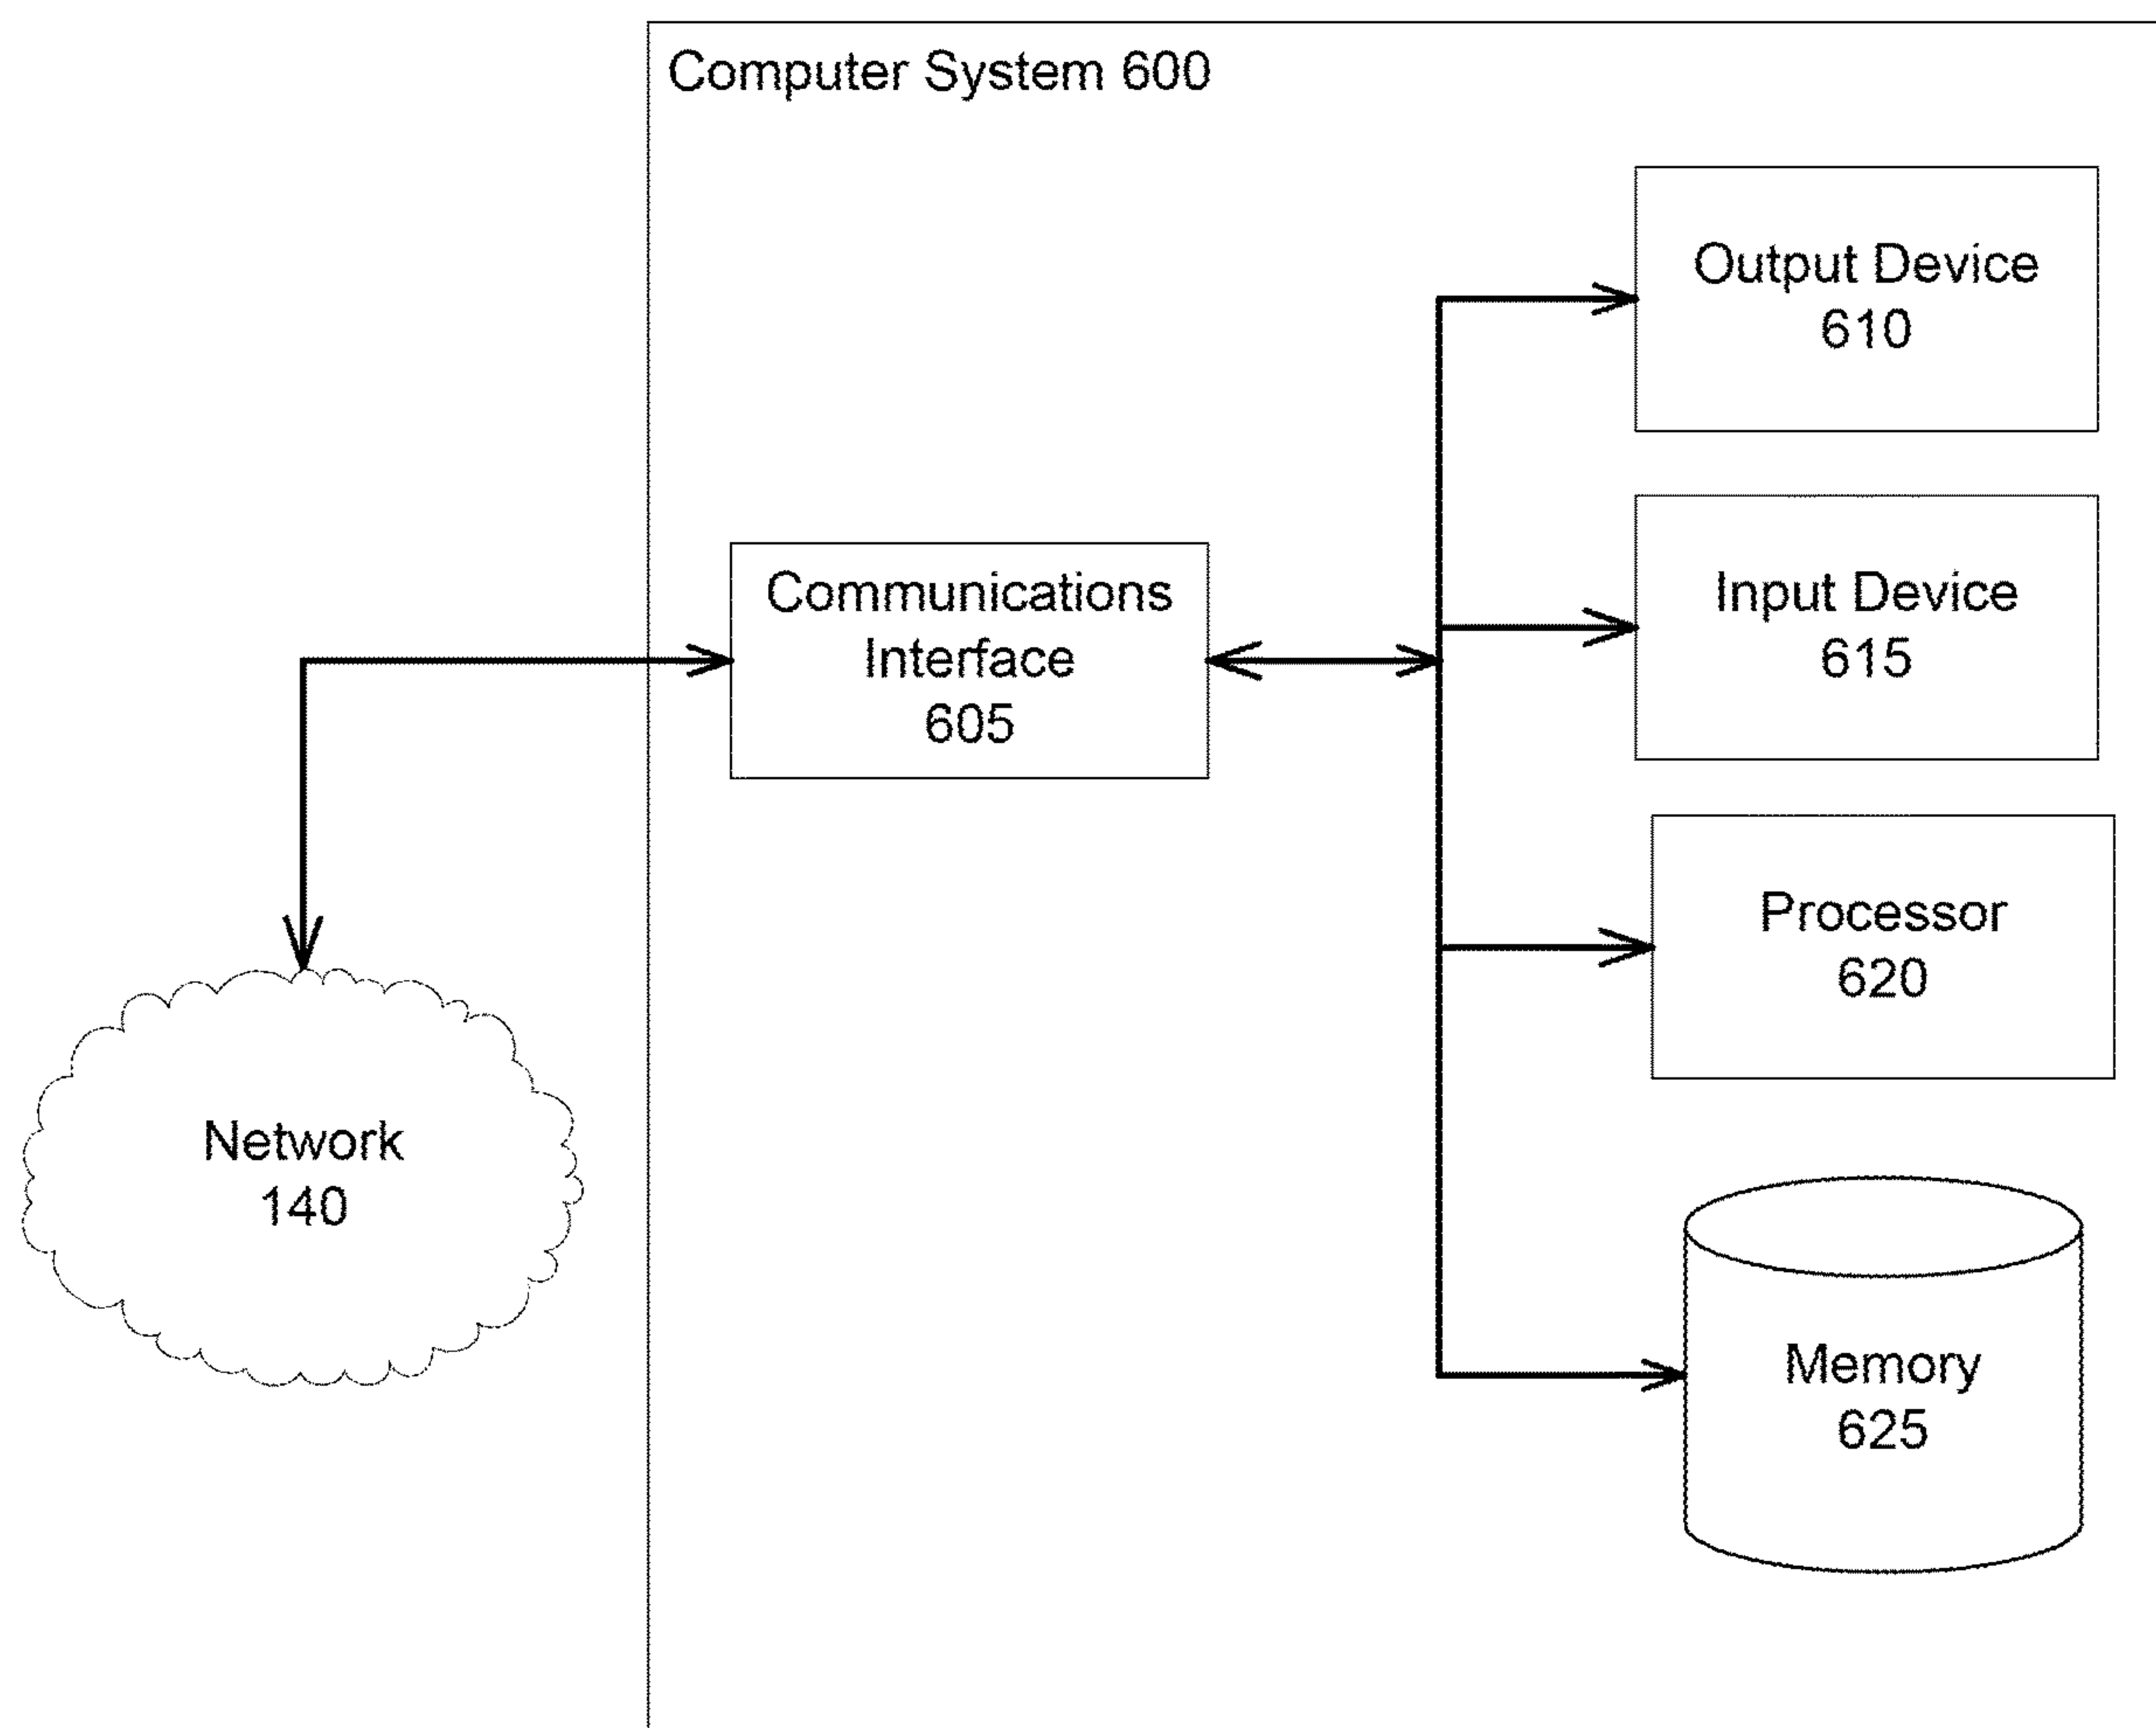 Computer System 600
Output Device
610
Input Device
615
Communications
Interface
605
Processor
620
Network
140
Memory
625